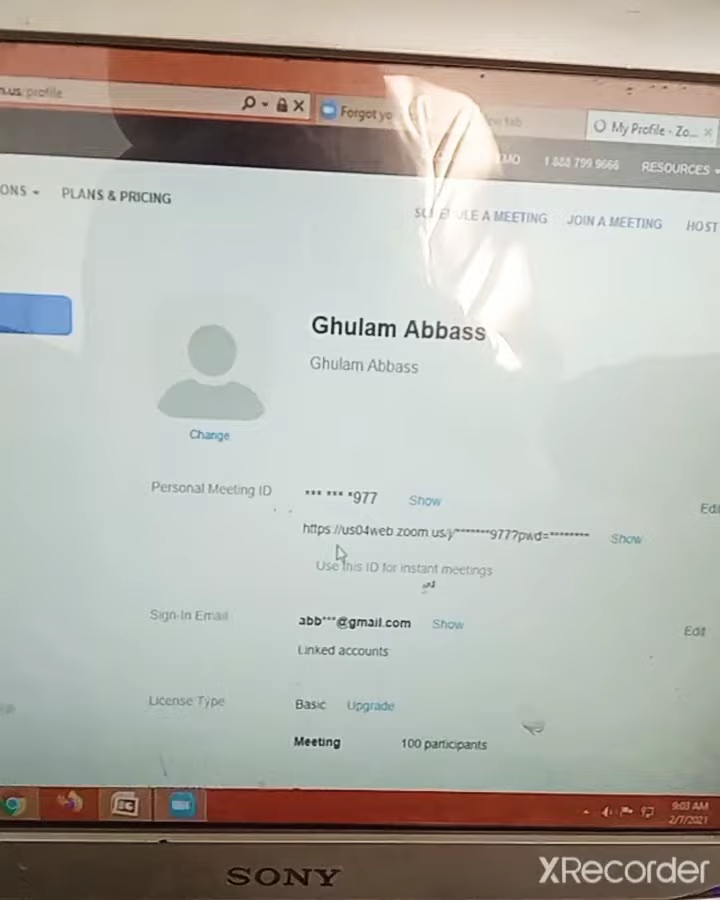 .us/profile
Forgot yo
My Profile - Zo...
1.888.799.9666 RESOURCES
ONS PLANS & PRICING
SCHEDULE A MEETING JOIN A MEETING HOST
Ghulam Abbass
Ghulam Abbass
Change
Personal Meeting ID *** *** *977 Show
https://us04web.zoom.us/j/*******977?pwd=******** Show
Use this ID for instant meetings
Sign-In Email abb***@gmail.com Show Edit
Linked accounts
License Type Basic Upgrade
Meeting 100 participants
9:03 AM
2/7/2021
SONY
XRecorder